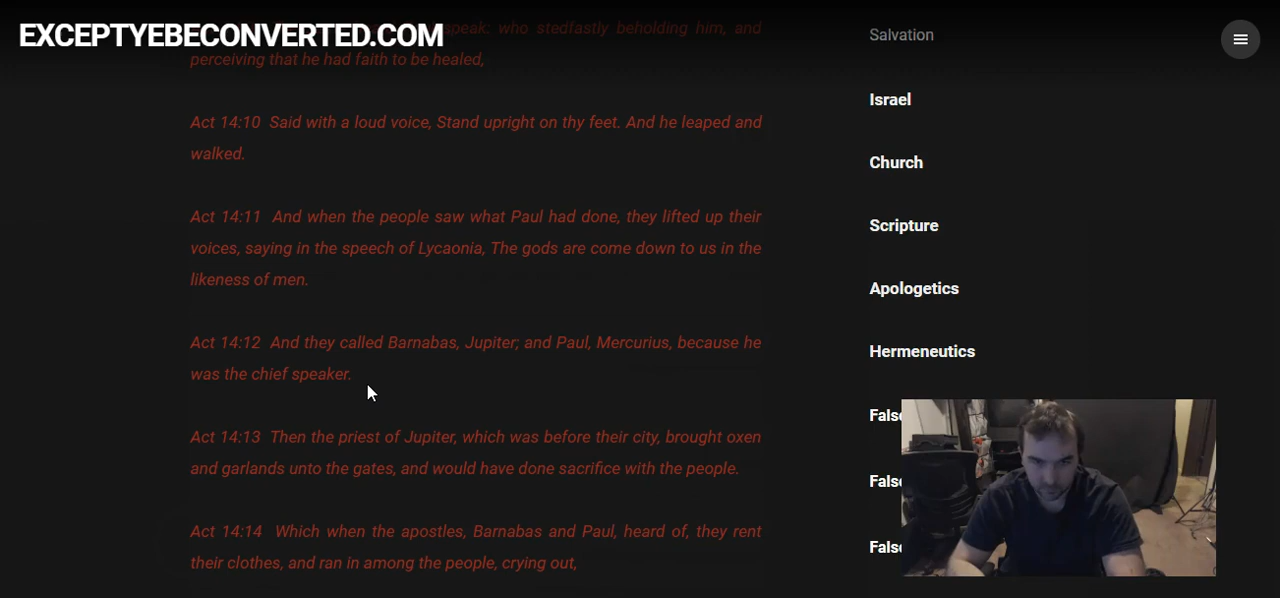 EXCEPTYEBECONVERTED.COM
speak: who stedfastly beholding him, and
perceiving that he had faith to be healed,
Act 14:10 Said with a loud voice, Stand upright on thy feet. And he leaped and
walked.
Act 14:11 And when the people saw what Paul had done, they lifted up their
voices, saying in the speech of Lycaonia, The gods are come down to us in the
likeness of men.
Act 14:12 And they called Barnabas, Jupiter; and Paul, Mercurius, because he
was the chief speaker.
Act 14:13 Then the priest of Jupiter, which was before their city, brought oxen
and garlands unto the gates, and would have done sacrifice with the people.
Act 14:14 Which when the apostles, Barnabas and Paul, heard of, they rent
their clothes, and ran in among the people, crying out,
Salvation
Israel
Church
Scripture
Apologetics
Hermeneutics